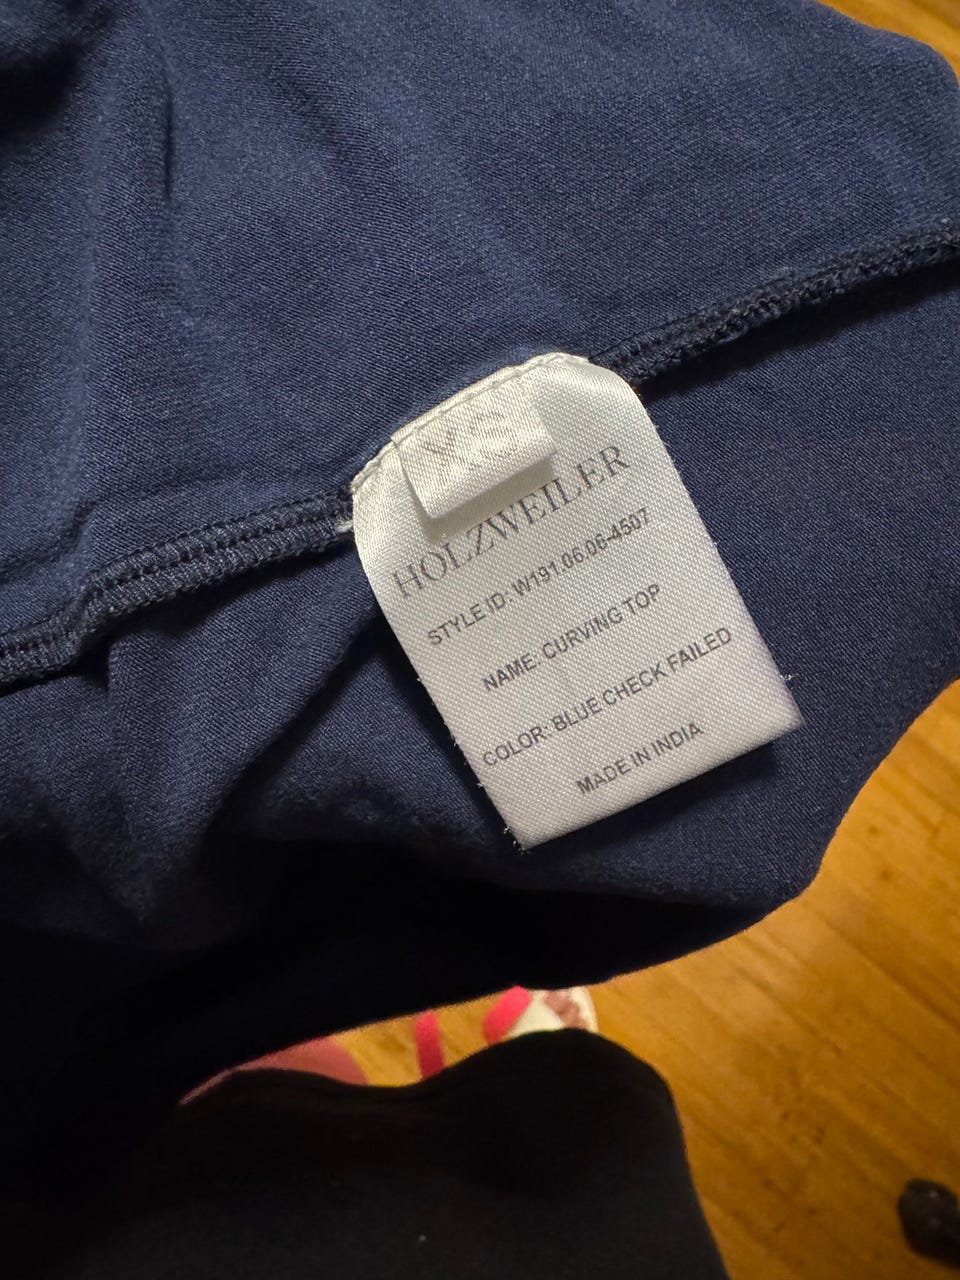 XS
HOLZWEILER
STYLE ID: W191.06.06-4507
NAME: CURVING TOP
COLOR: BLUE CHECK FAILED
MADE IN INDIA